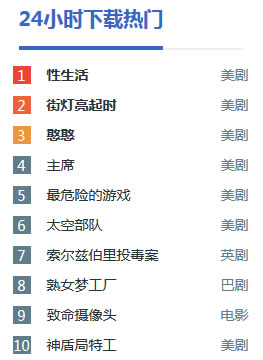 24小时下载热门
1 性生活 美剧
2 街灯亮起时 美剧
3 憨憨 美剧
4 主席 美剧
5 最危险的游戏 美剧
6 太空部队 美剧
7 索尔兹伯里投毒案 英剧
8 熟女梦工厂 巴剧
9 致命摄像头 电影
10 神盾局特工 美剧